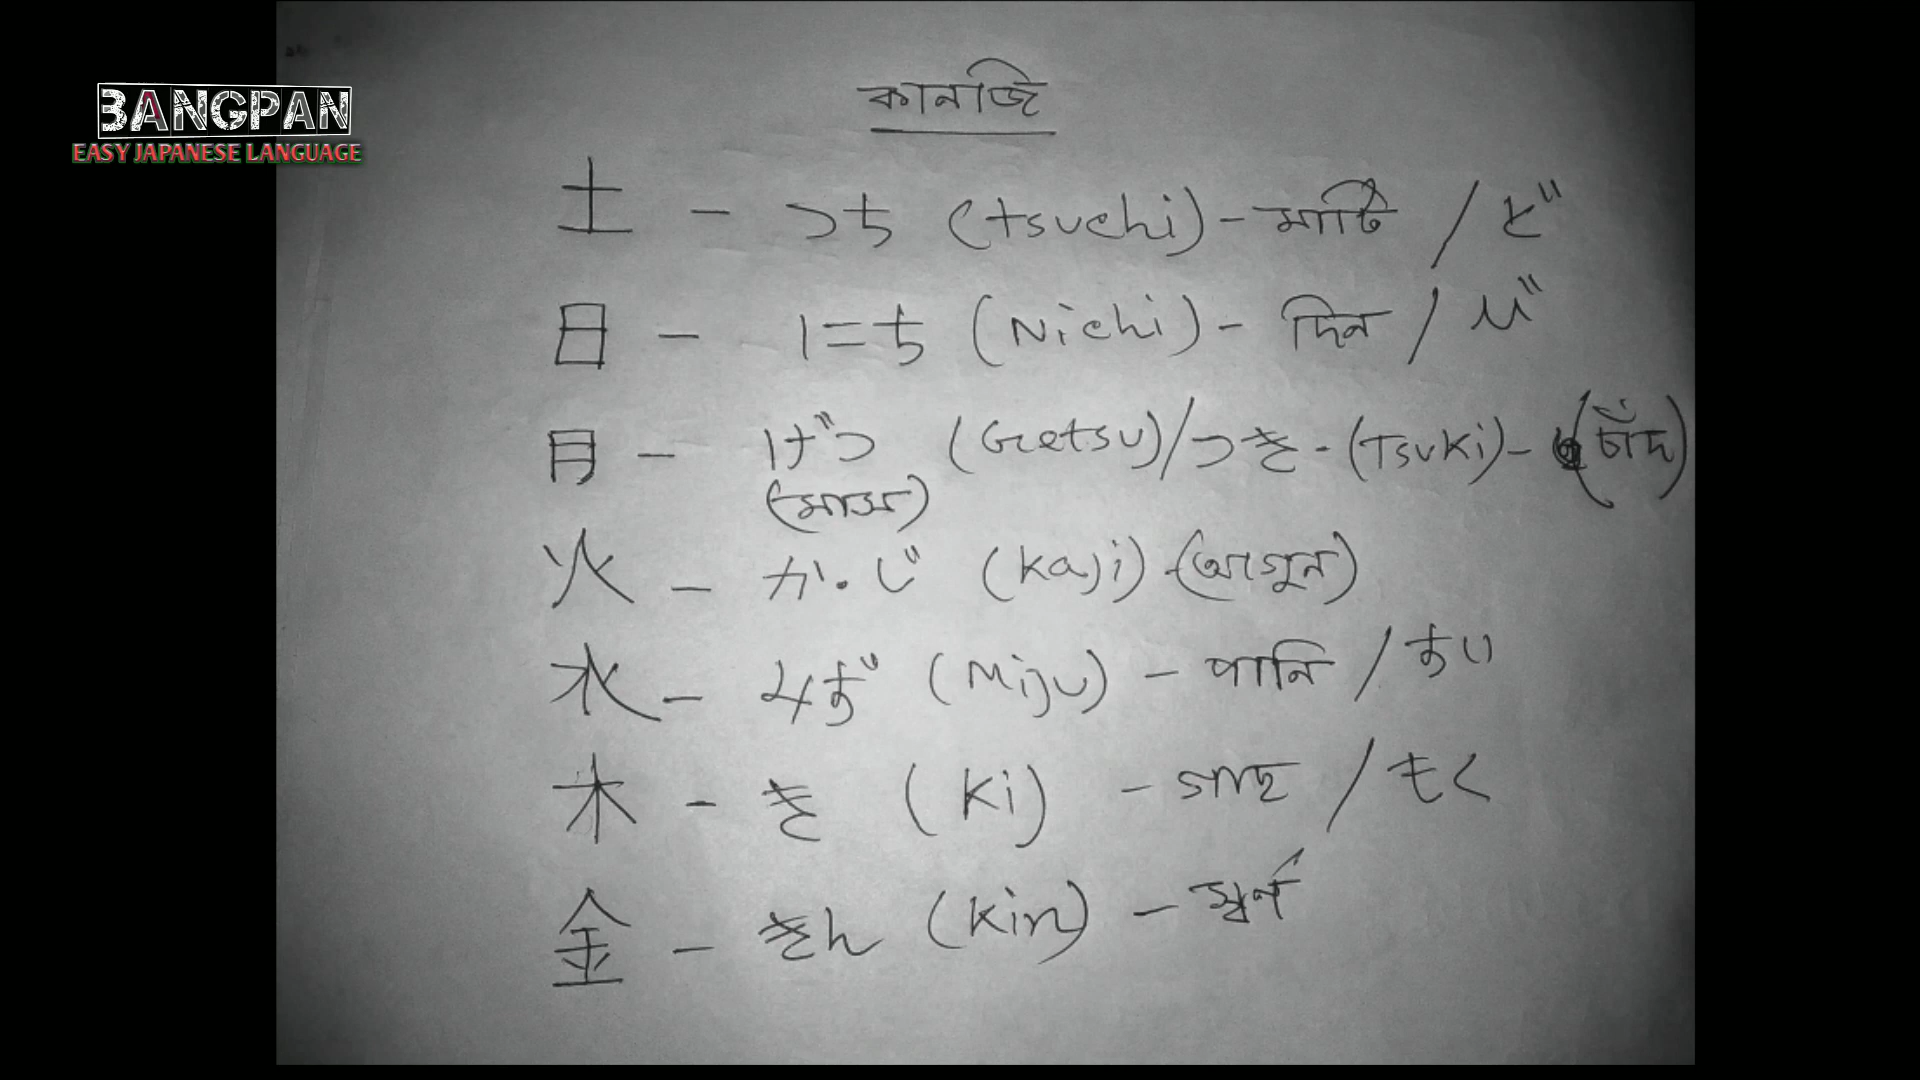 BANGPAN
EASY JAPANESE LANGUAGE
কানজি
土 - つち (tsuchi) - মাটি / ど
日 - にち (Nichi) - দিন / び
月 - げつ (Getsu) / つき - (Tsuki) - (চাঁদ)
(মাস)
火 - か・じ (Kaji) - (আগুন)
水 - みず (Miju) - পানি / すい
木 - き (Ki) - গাছ / もく
金 - きん (Kin) - স্বর্ণ